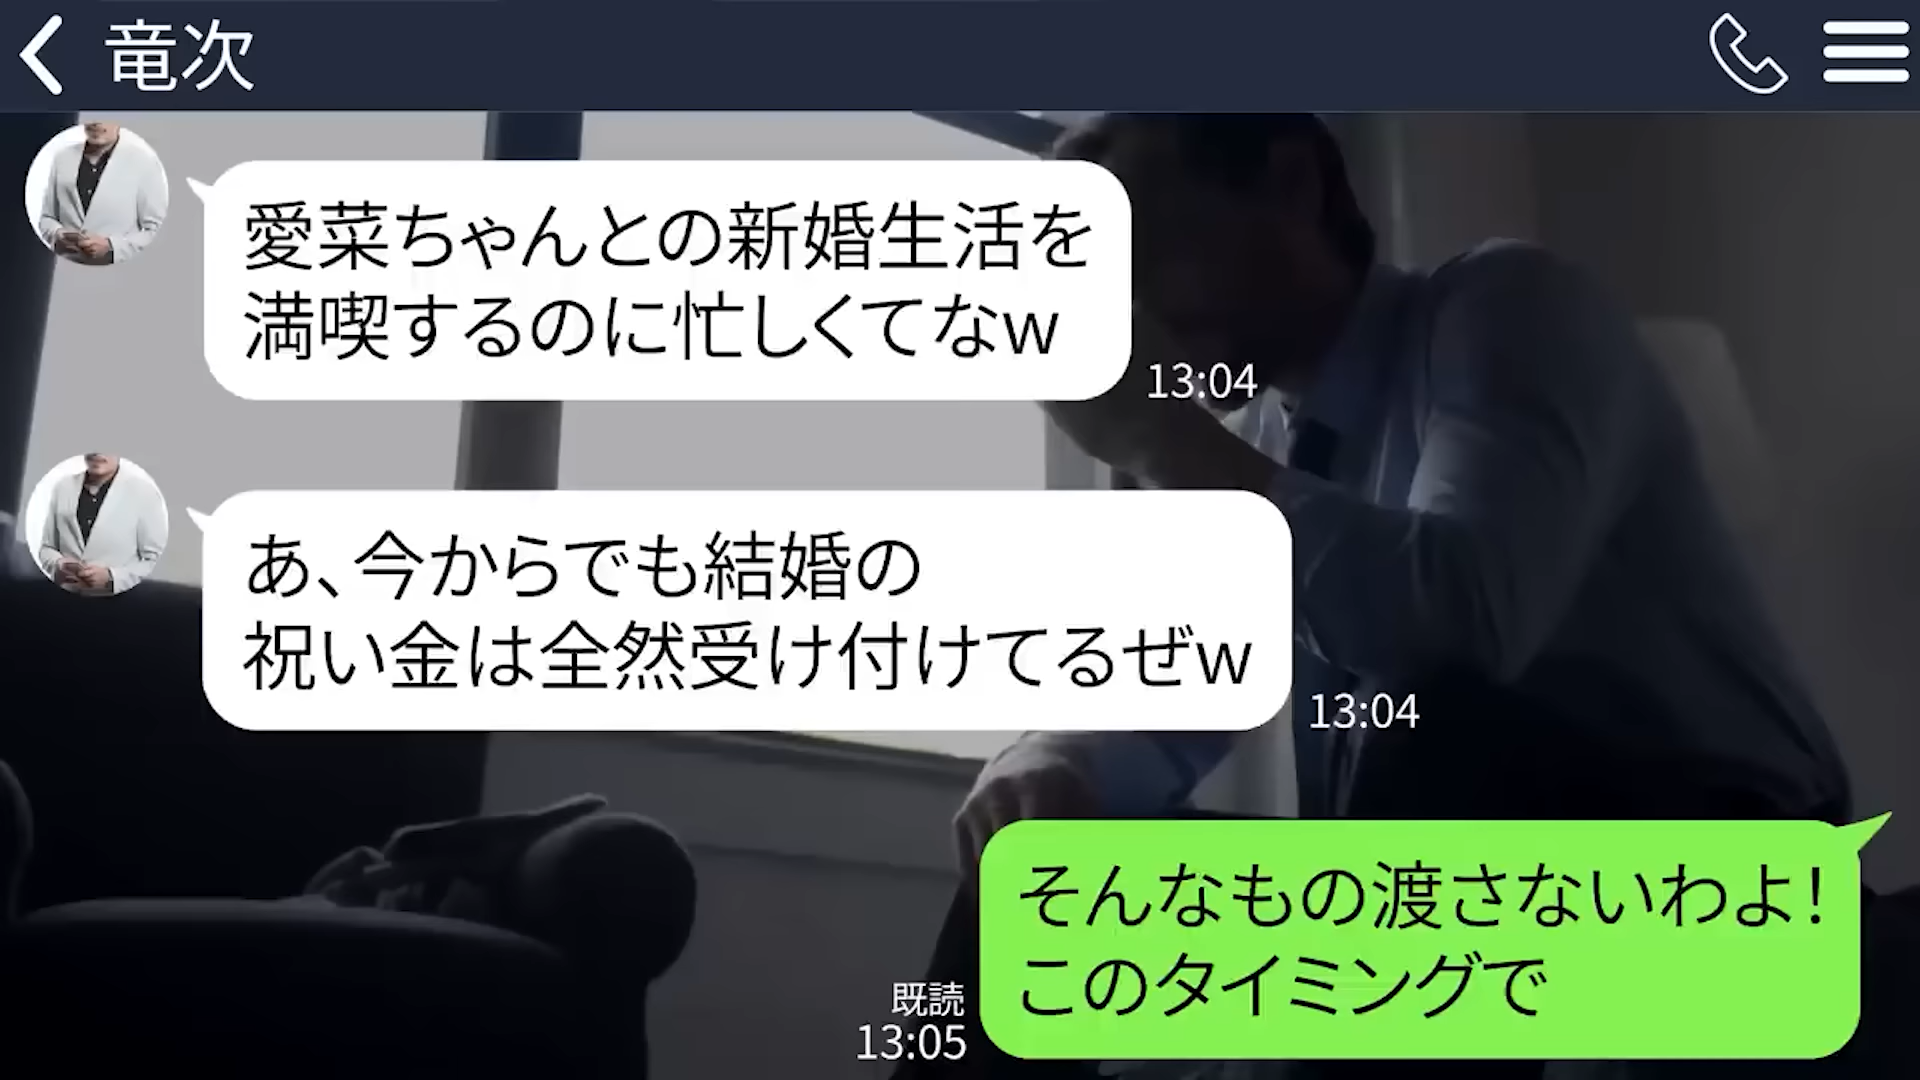 竜次
愛菜ちゃんとの新婚生活を
満喫するのに忙しくてなw
13:04
あ、今からでも結婚の
祝い金は全然受け付けてるぜw
13:04
そんなもの渡さないわよ!
このタイミングで
既読
13:05